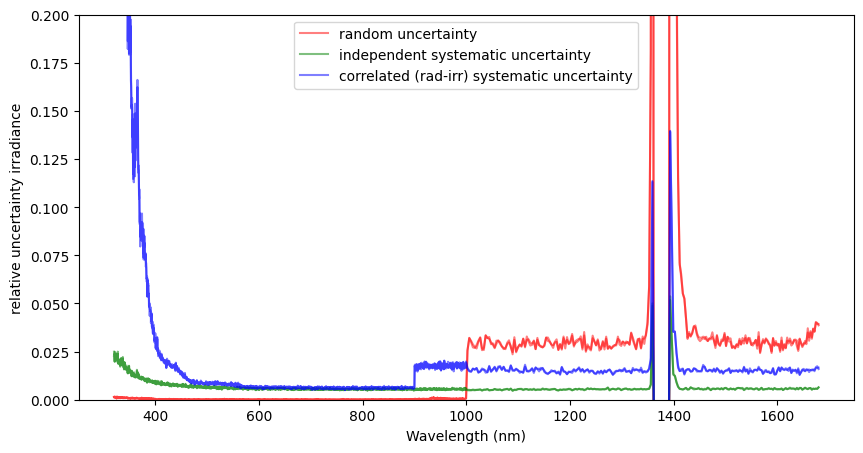 random uncertainty
independent systematic uncertainty
correlated (rad-irr) systematic uncertainty
relative uncertainty irradiance
0.200
0.175
0.150
0.125
0.100
0.075
0.050
0.025
0.000
400 600 800 1000 1200 1400 1600
Wavelength (nm)